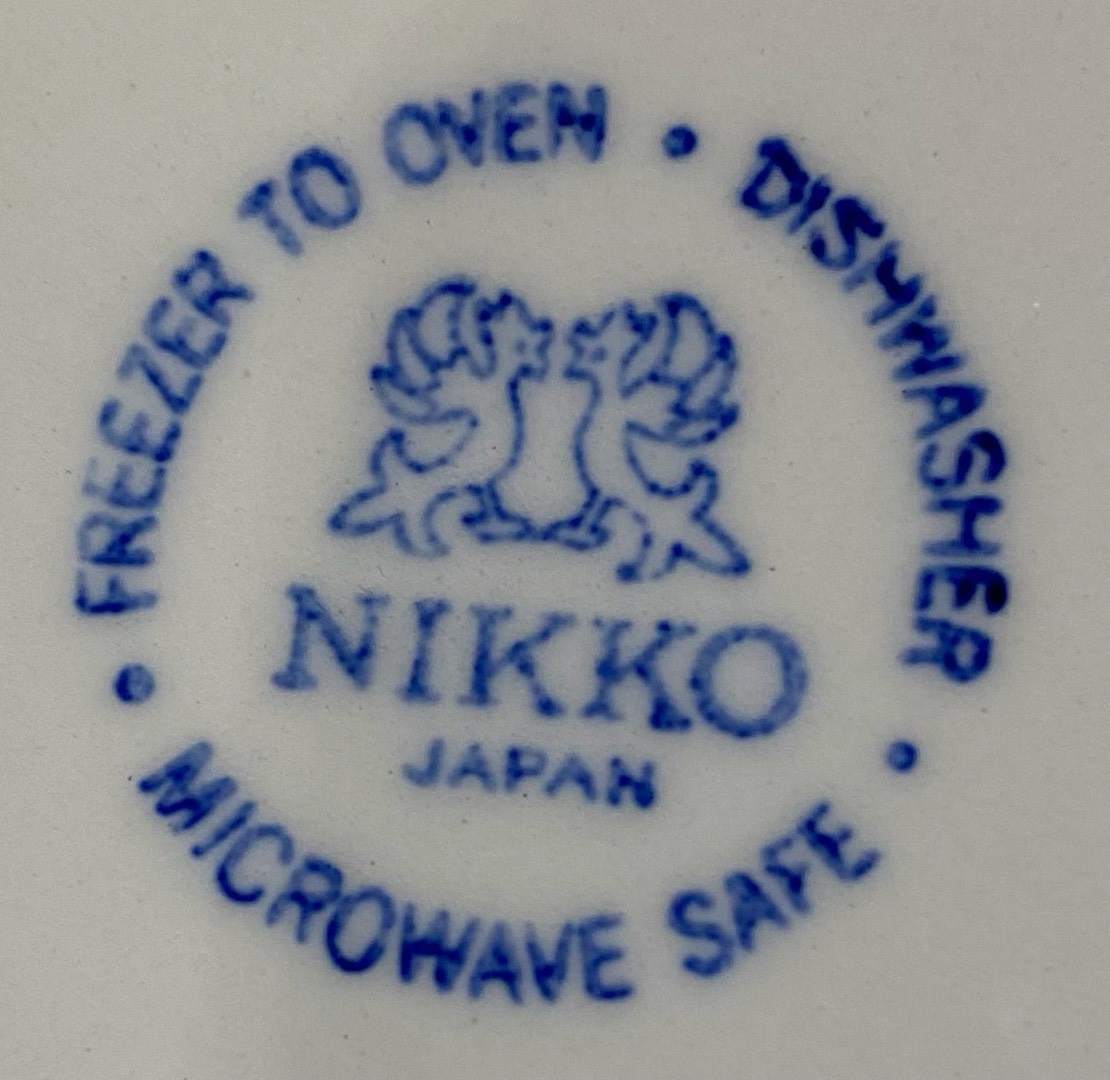 FREEZER TO OVEN • DISHWASHER • MICROWAVE SAFE •
NIKKO
JAPAN